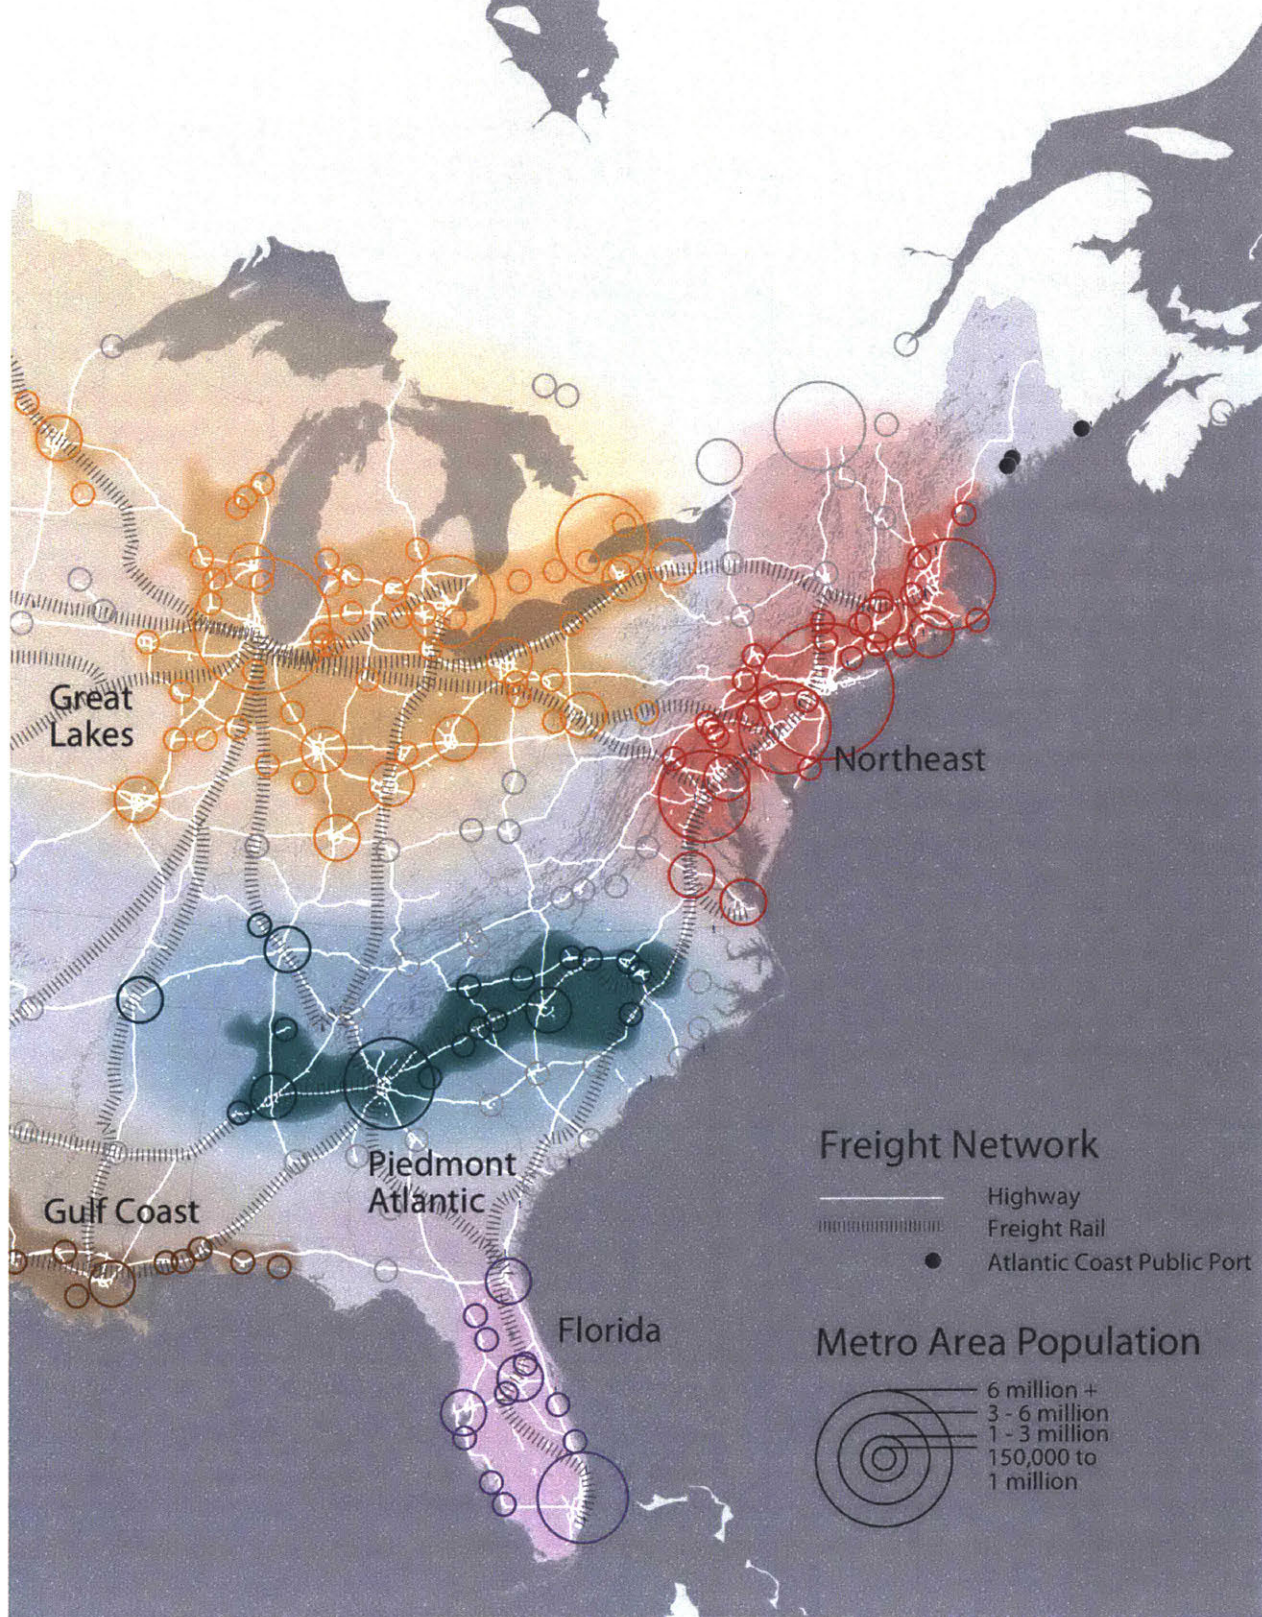 Great
Lakes
Northeast
Piedmont
Atlantic
Gulf Coast
Florida
Freight Network
Highway
Freight Rail
Atlantic Coast Public Port
Metro Area Population
6 million +
3 - 6 million
1 - 3 million
150,000 to
1 million